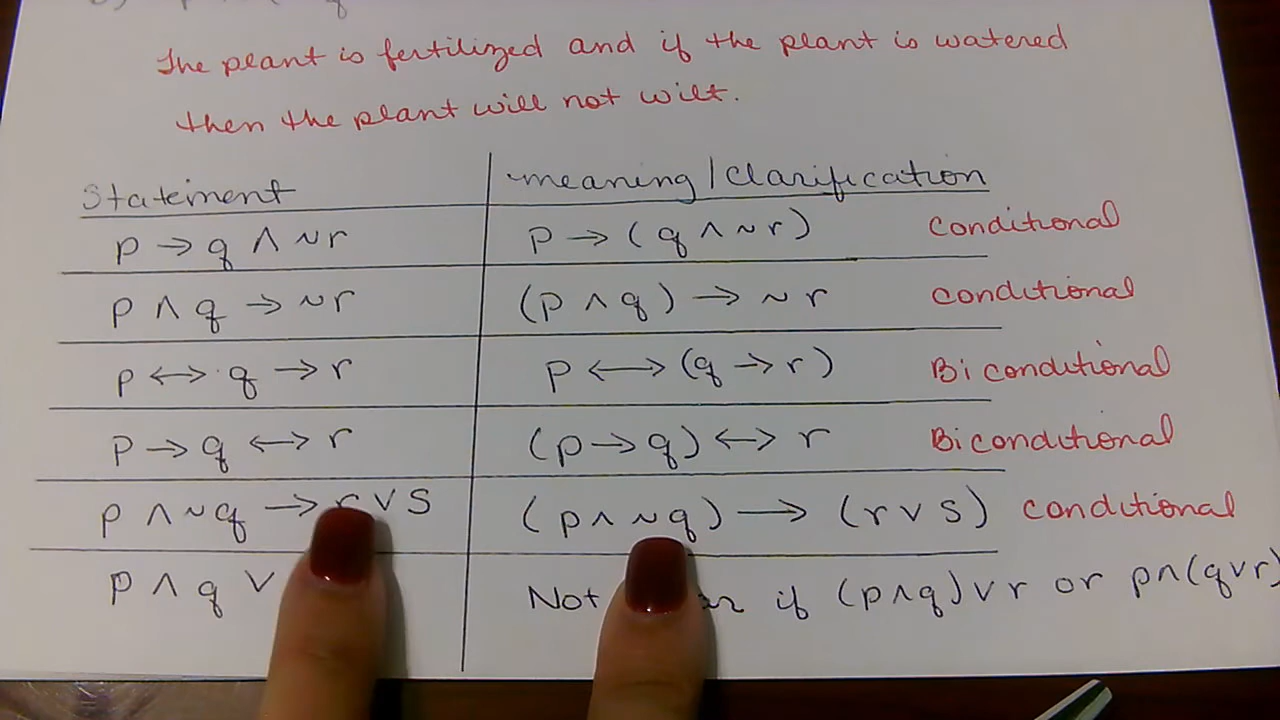 The plant is fertilized and if the plant is watered
then the plant will not wilt.
Statement meaning/Clarification
p → q ∧ ~r p → (q ∧ ~r) Conditional
p ∧ q → ~r (p ∧ q) → ~r Conditional
p ↔ q → r p ↔ (q → r) Biconditional
p → q ↔ r (p → q) ↔ r Biconditional
p ∧ ~q → r ∨ s (p ∧ ~q) → (r ∨ s) Conditional
p ∧ q ∨ Not if (p ∧ q) ∨ r or p ∧ (q ∨ r)